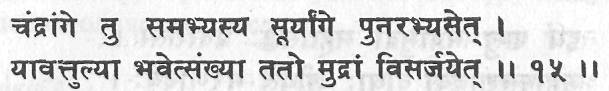 चंद्रांगे तु समभ्यस्य सूर्यांगे पुनरभ्यसेत् ।
यावत्तुल्या भवेत्संख्या ततो मुद्रां विसर्जयेत् ॥ १५ ॥